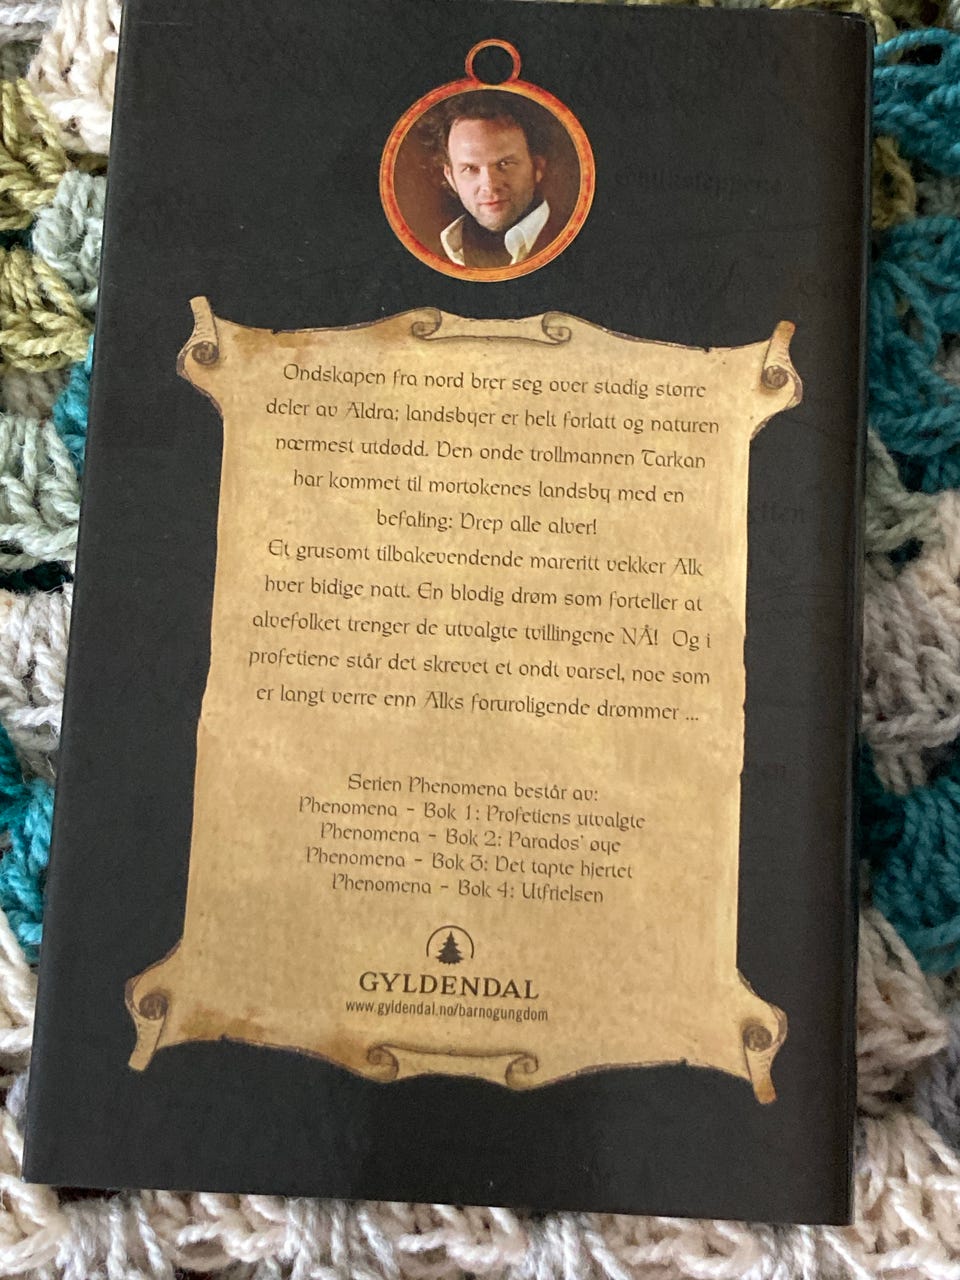 Ondskapen fra nord brer seg over stadig større
deler av Aldra; landsbyer er helt forlatt og naturen
nærmest utdødd. Den onde trollmannen Tarkan
har kommet til mortokenes landsby med en
befaling: Drep alle alver!
Et grusomt tilbakevendende mareritt vekker Alk
hver bidige natt. En blodig drøm som forteller at
alvefolket trenger de utvalgte tvillingene NÅ! Og i
profetiene står det skrevet et ondt varsel, noe som
er langt verre enn Alks foruroligende drømmer ...
Serien Phenomena består av:
Phenomena - Bok 1: Profetiens utvalgte
Phenomena - Bok 2: Parados' øye
Phenomena - Bok 3: Det tapte hjertet
Phenomena - Bok 4: Utfrielsen
GYLDENDAL
www.gyldendal.no/barnogungdom